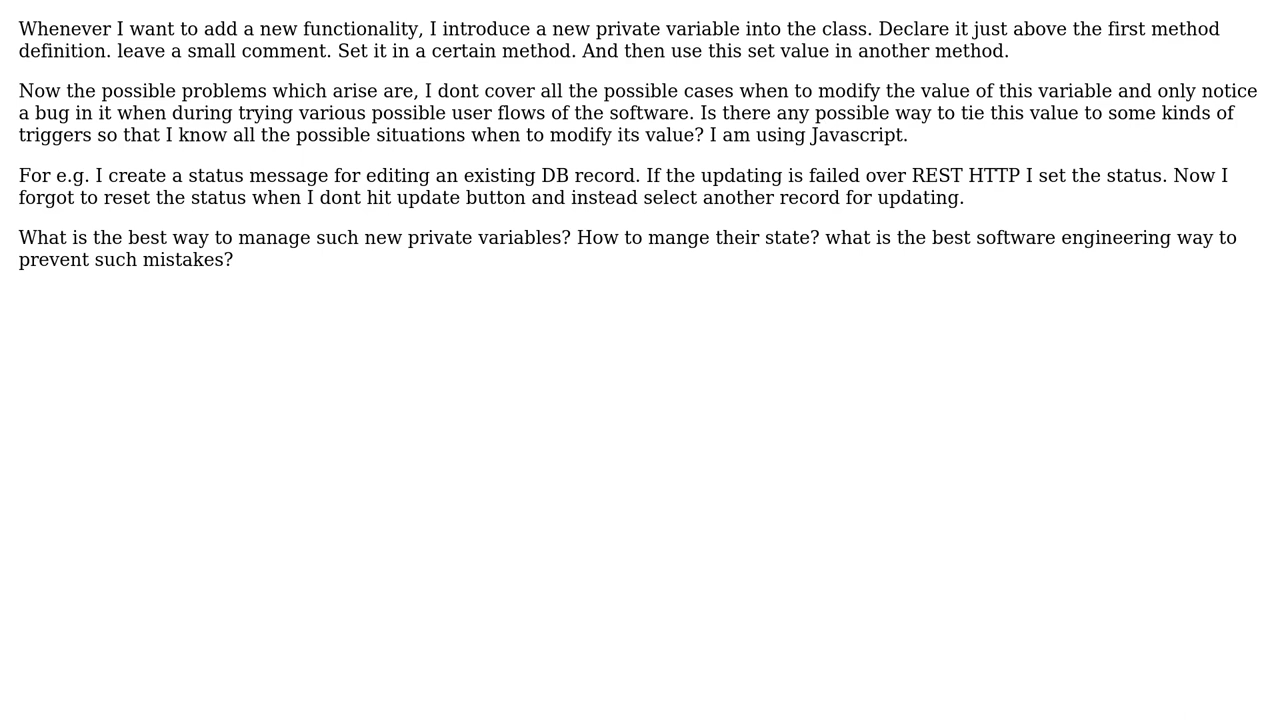 Whenever I want to add a new functionality, I introduce a new private variable into the class. Declare it just above the first method
definition. leave a small comment. Set it in a certain method. And then use this set value in another method.
Now the possible problems which arise are, I dont cover all the possible cases when to modify the value of this variable and only notice
a bug in it when during trying various possible user flows of the software. Is there any possible way to tie this value to some kinds of
triggers so that I know all the possible situations when to modify its value? I am using Javascript.
For e.g. I create a status message for editing an existing DB record. If the updating is failed over REST HTTP I set the status. Now I
forgot to reset the status when I dont hit update button and instead select another record for updating.
What is the best way to manage such new private variables? How to mange their state? what is the best software engineering way to
prevent such mistakes?